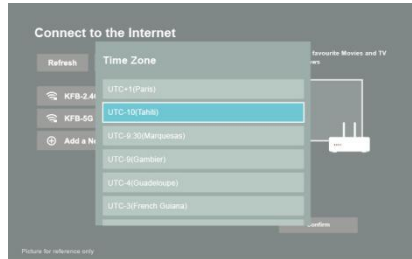 Connect to the Internet
Refresh
Time Zone
favourite Movies and TV
UTC+1(Paris)
KFB-2.4
UTC-10(Tahiti)
KFB-5G
UTC-9:30(Marquesas)
Add a Ne
UTC-9(Gambier)
UTC-4(Guadeloupe)
UTC-3(French Guiana)
Confirm
Picture for reference only